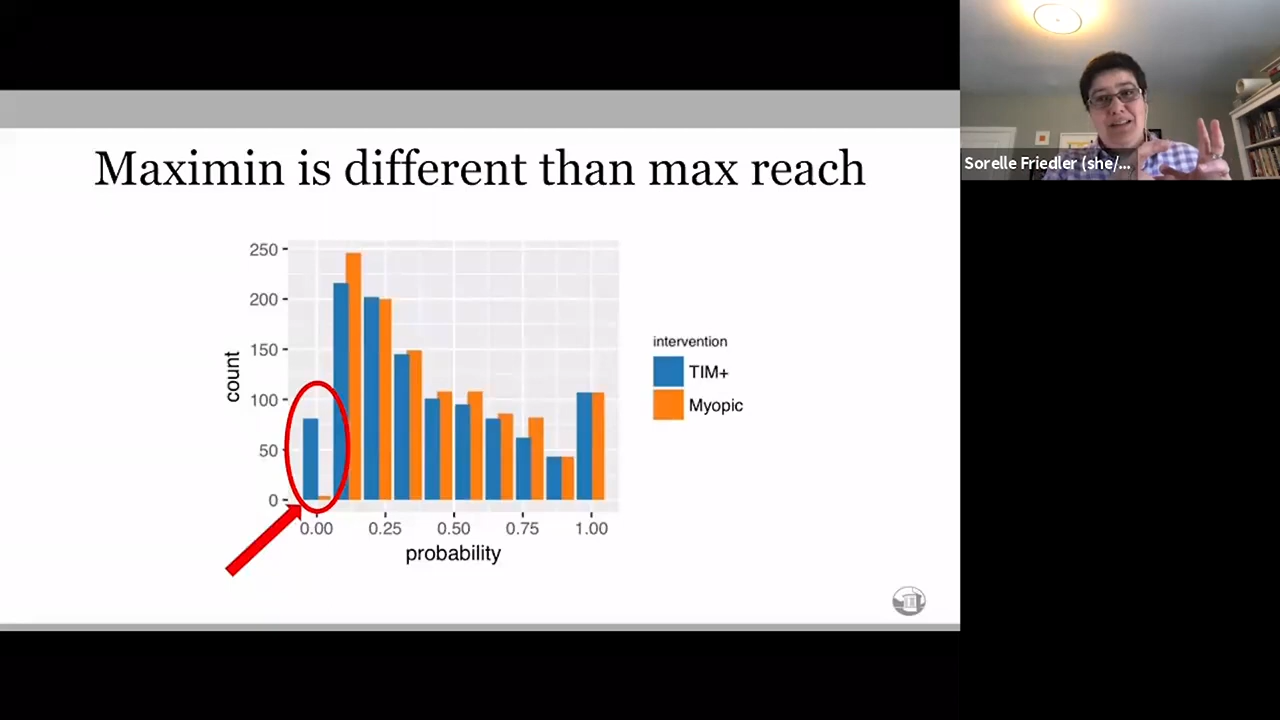 Maximin is different than max reach
Sorelle Friedler (she/...
250
200
150
100
50
0
count
0.00 0.25 0.50 0.75 1.00
probability
intervention
TIM+
Myopic